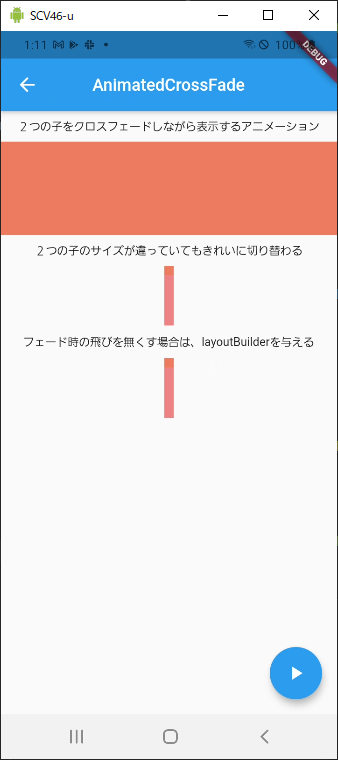 SCV46-u
1:11
100%
DEBUG
AnimatedCrossFade
２つの子をクロスフェードしながら表示するアニメーション
２つの子のサイズが違っていてもきれいに切り替わる
フェード時の飛びを無くす場合は、layoutBuilderを与える